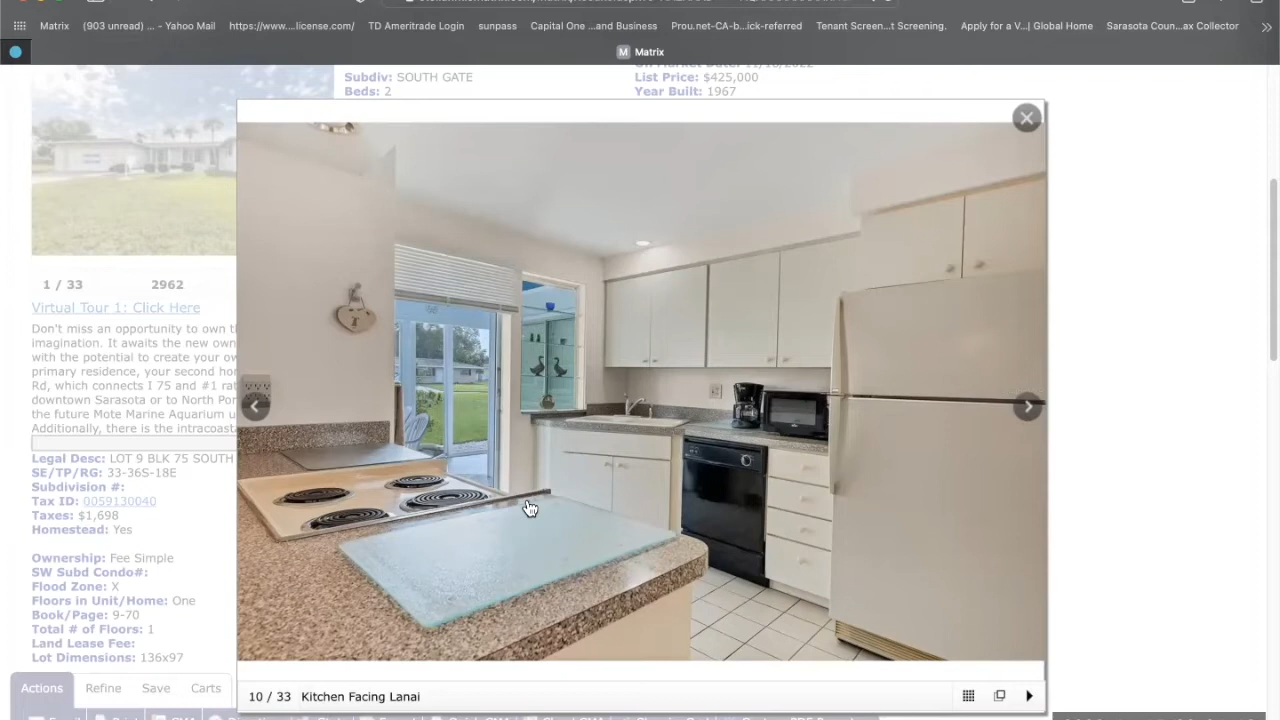 Matrix (903 unread) ... - Yahoo Mail https://www....license.com/ TD Ameritrade Login sunpass Capital One ...and Business Prou.net-CA-b...ick-referred Tenant Screen...t Screening. Apply for a V...| Global Home Sarasota Coun...ax Collector
M Matrix
Subdiv: SOUTH GATE
List Price: $425,000
Beds: 2
Year Built: 1967
1 / 33 2962
Virtual Tour 1: Click Here
Don't miss an opportunity to own th
imagination. It awaits the new own
with the potential to create your ow
primary residence, your second hom
Rd, which connects I 75 and #1 rat
downtown Sarasota or to North Por
the future Mote Marine Aquarium u
Additionally, there is the intracoasta
Legal Desc: LOT 9 BLK 75 SOUTH
SE/TP/RG: 33-36S-18E
Subdivision #:
Tax ID: 0059130040
Taxes: $1,698
Homestead: Yes
Ownership: Fee Simple
SW Subd Condo#:
Flood Zone: X
Floors in Unit/Home: One
Book/Page: 9-70
Total # of Floors: 1
Land Lease Fee:
Lot Dimensions: 136x97
Actions Refine Save Carts
10 / 33 Kitchen Facing Lanai